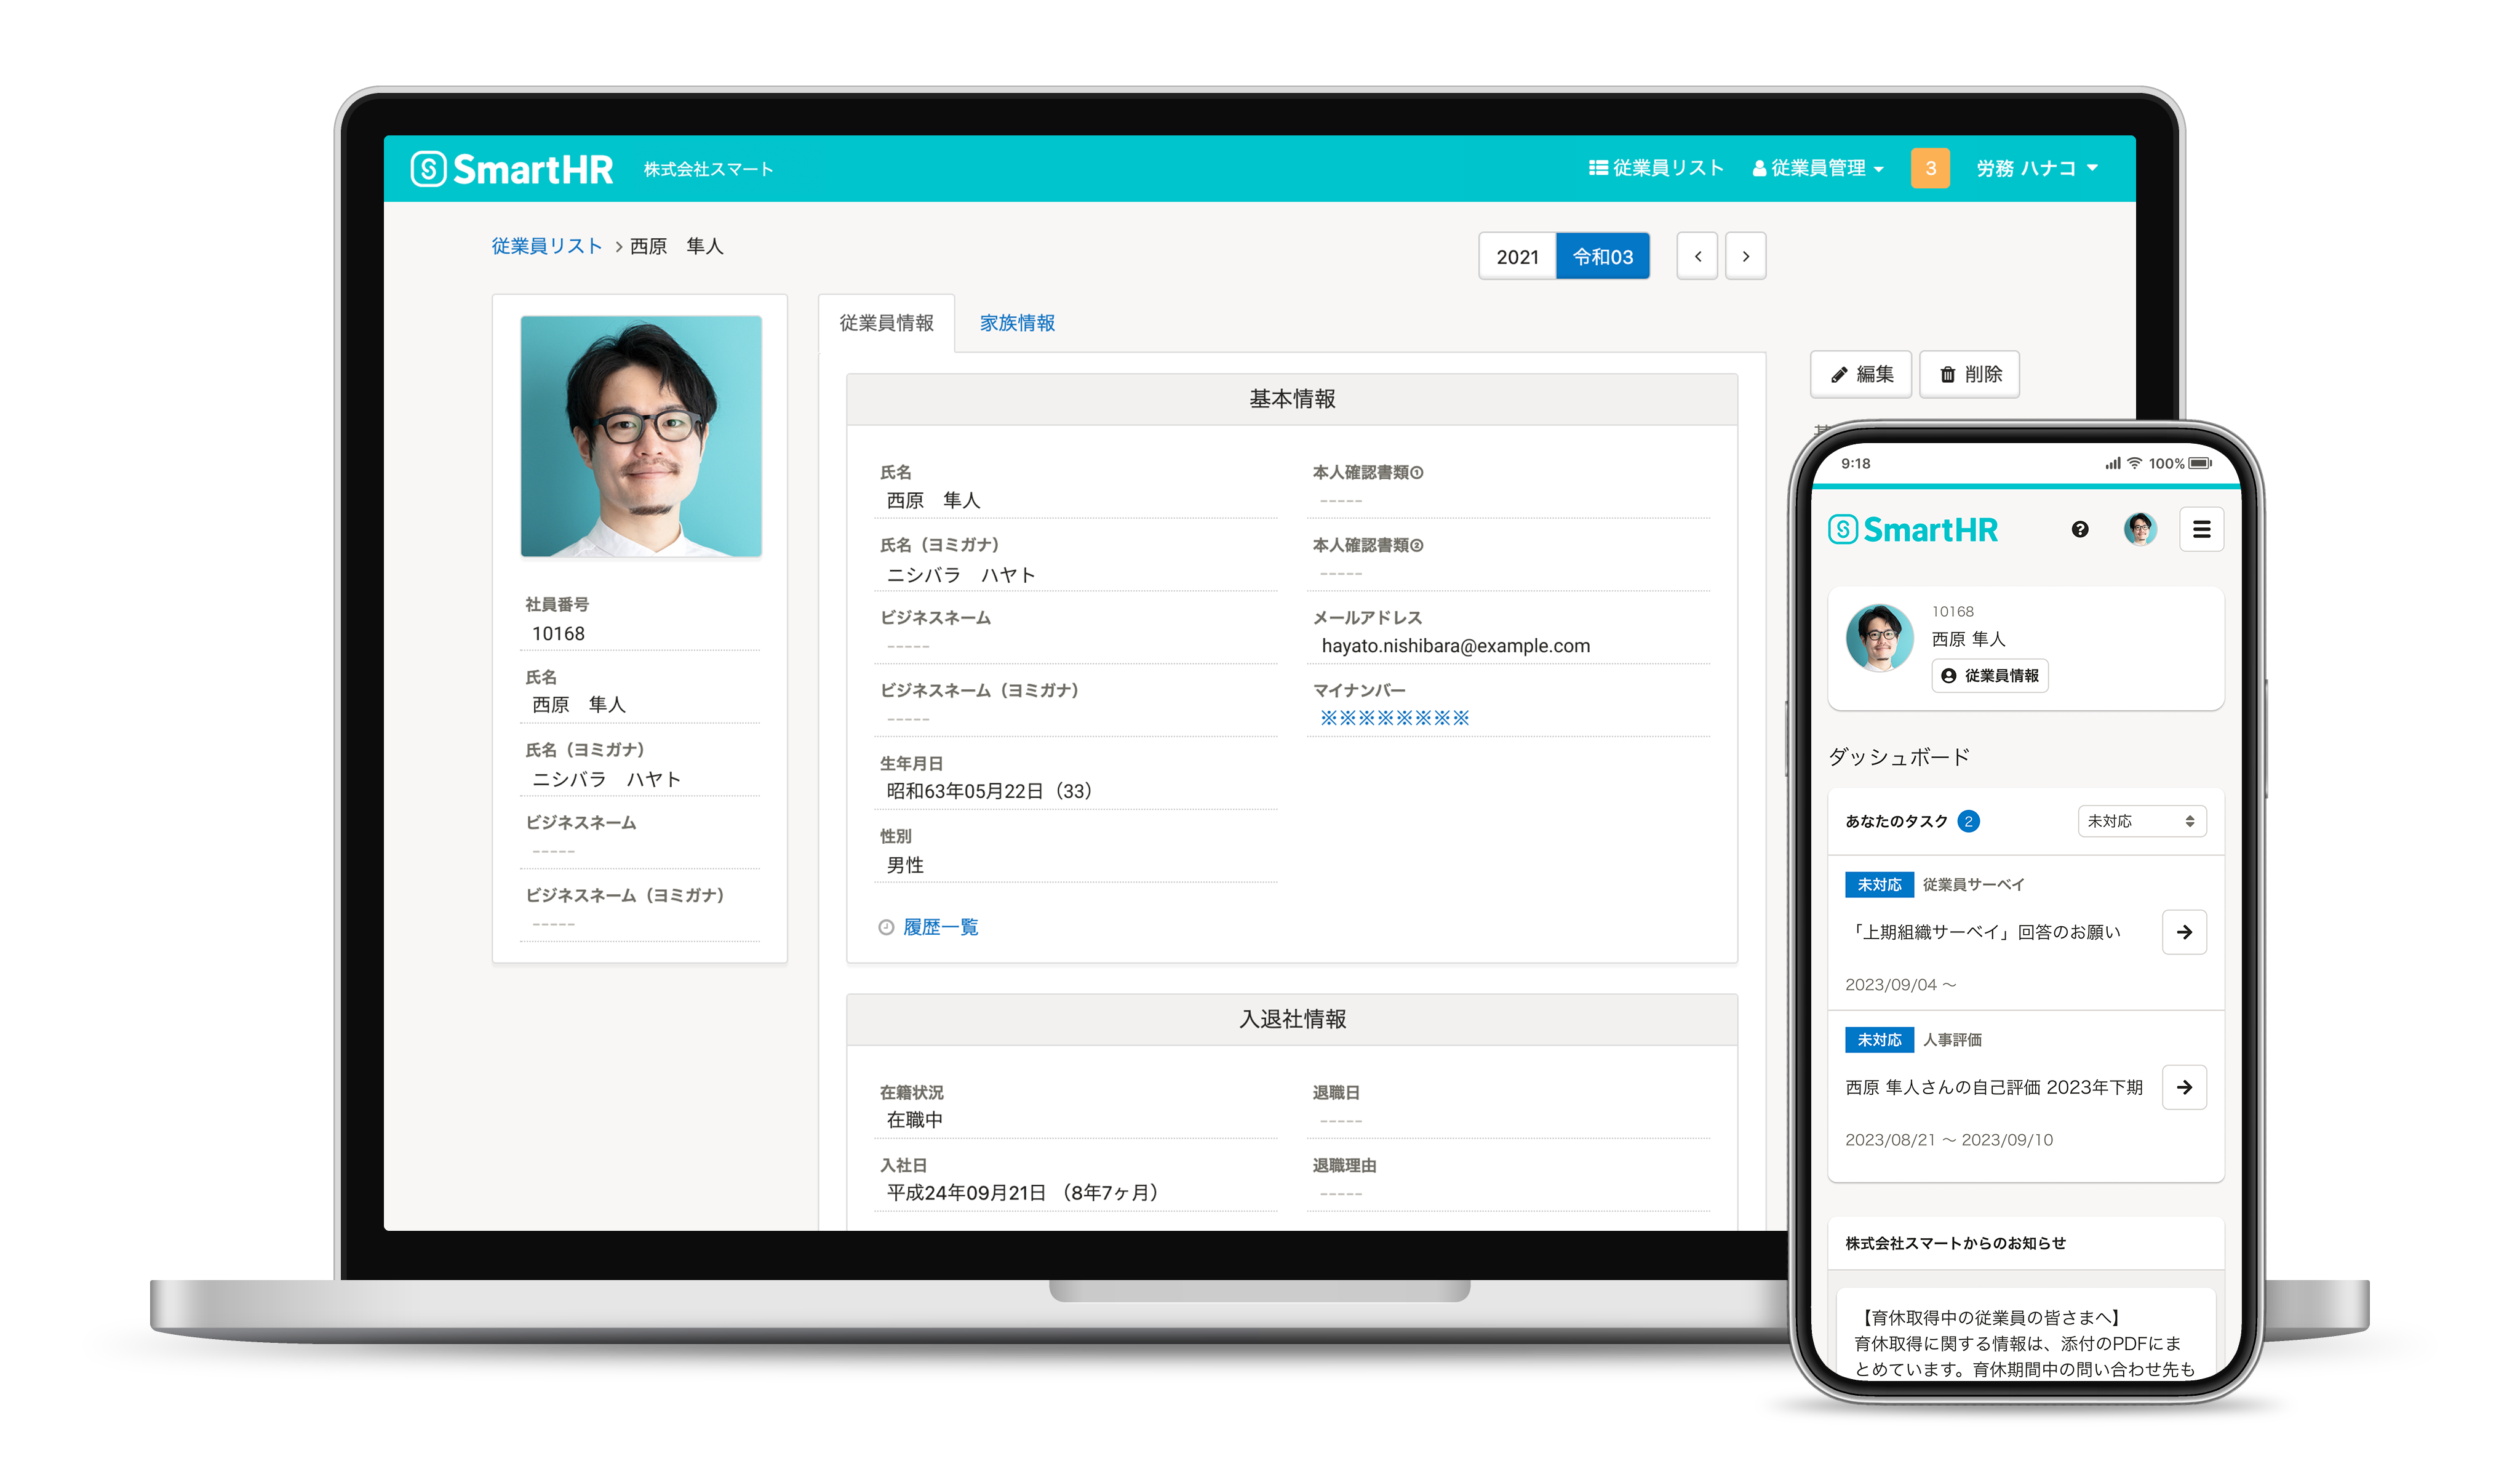 SmartHR 株式会社スマート 従業員リスト 従業員管理 3 労務 ハナコ
従業員リスト > 西原　隼人
2021 令和03
従業員情報 家族情報
編集 削除
社員番号
10168
氏名
西原　隼人
氏名（ヨミガナ）
ニシバラ　ハヤト
ビジネスネーム
-----
ビジネスネーム（ヨミガナ）
-----
基本情報
氏名
西原　隼人
氏名（ヨミガナ）
ニシバラ　ハヤト
ビジネスネーム
-----
ビジネスネーム（ヨミガナ）
-----
生年月日
昭和63年05月22日（33）
性別
男性
履歴一覧
本人確認書類①
-----
本人確認書類②
-----
メールアドレス
hayato.nishibara@example.com
マイナンバー
※※※※※※※※
入退社情報
在籍状況
在職中
入社日
平成24年09月21日 （8年7ヶ月）
退職日
-----
退職理由
-----
9:18 100%
SmartHR
10168
西原 隼人
従業員情報
ダッシュボード
あなたのタスク 2 未対応
未対応 従業員サーベイ
「上期組織サーベイ」回答のお願い
2023/09/04 ～
未対応 人事評価
西原 隼人さんの自己評価 2023年下期
2023/08/21 ～ 2023/09/10
株式会社スマートからのお知らせ
【育休取得中の従業員の皆さまへ】
育休取得に関する情報は、添付のPDFにま
とめています。育休期間中の問い合わせ先も